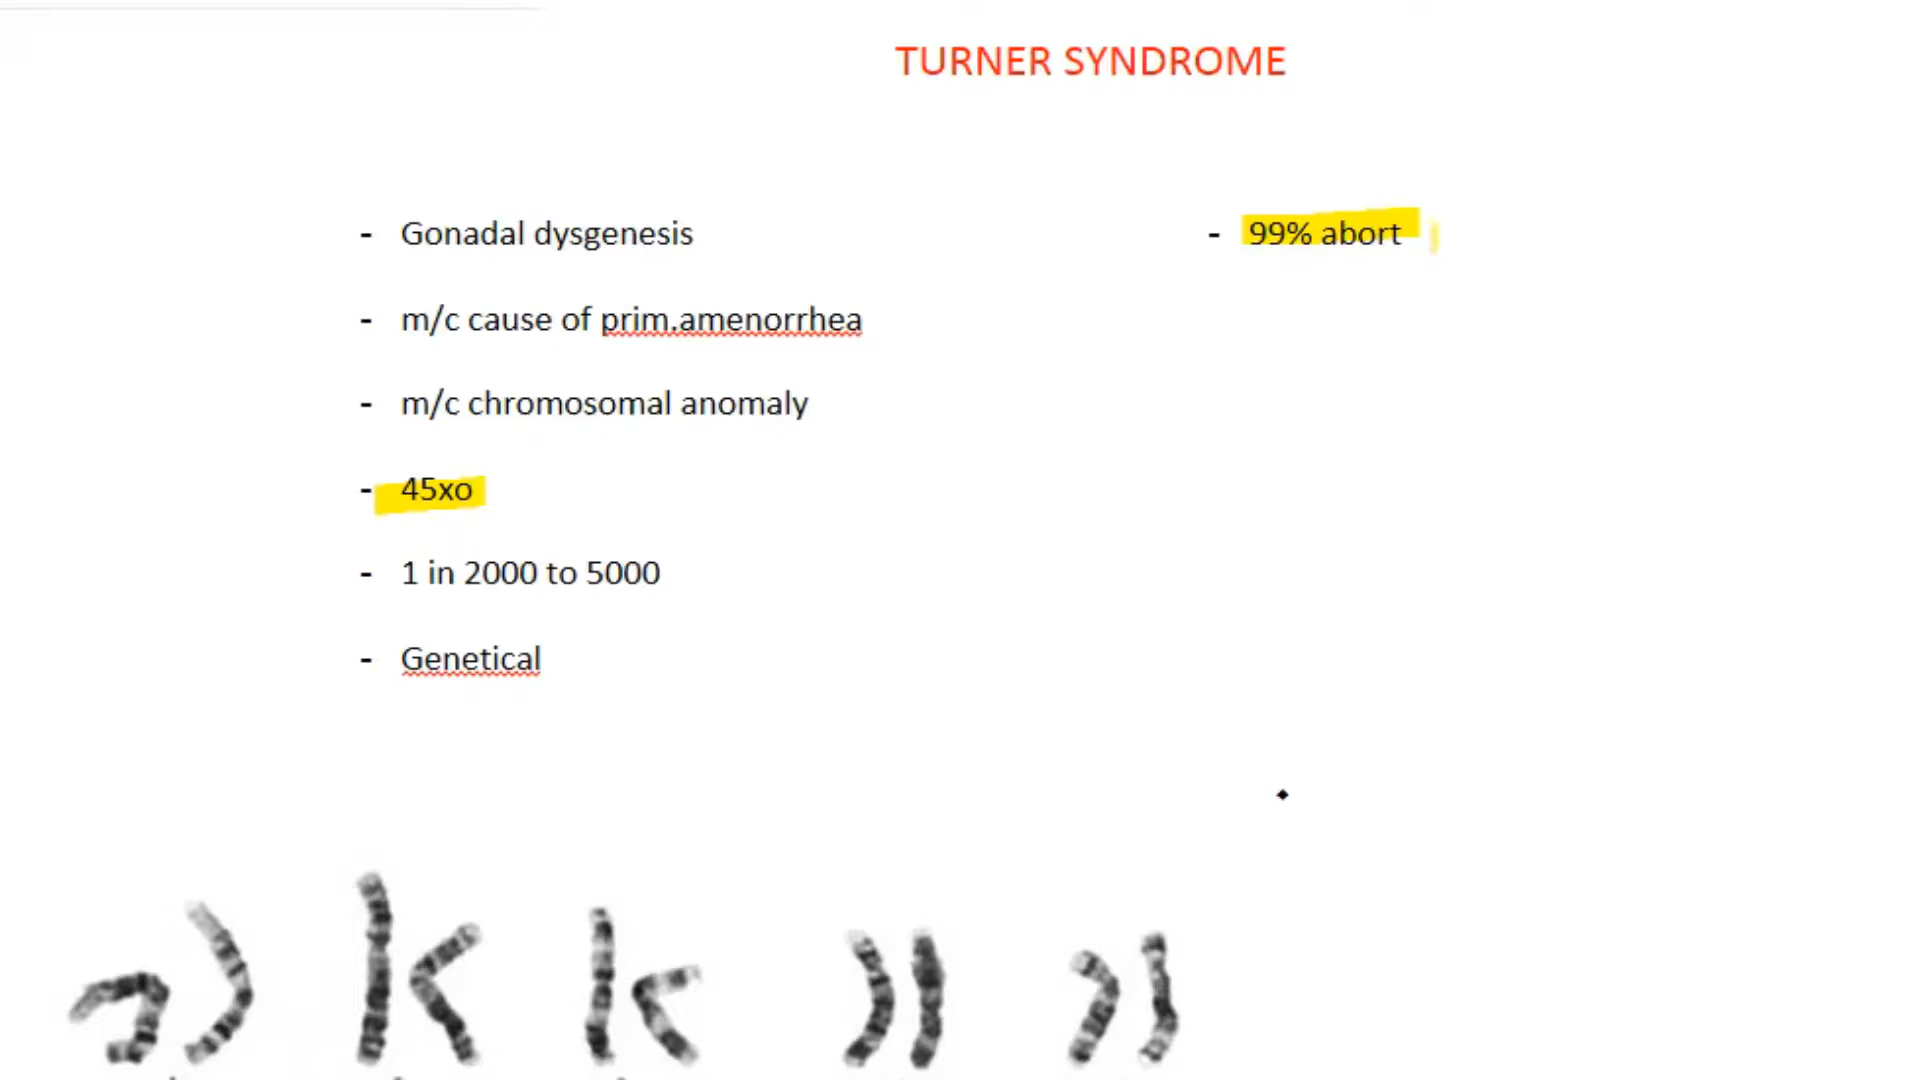 TURNER SYNDROME
- Gonadal dysgenesis
- m/c cause of prim.amenorrhea
- m/c chromosomal anomaly
- 45xo
- 1 in 2000 to 5000
- Genetical
- 99% abort